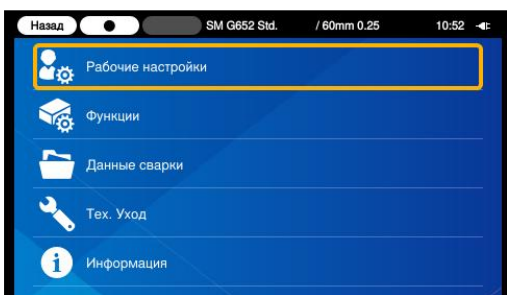 Назад SM G652 Std. / 60mm 0.25 10:52
Рабочие настройки
Функции
Данные сварки
Тех. Уход
Информация